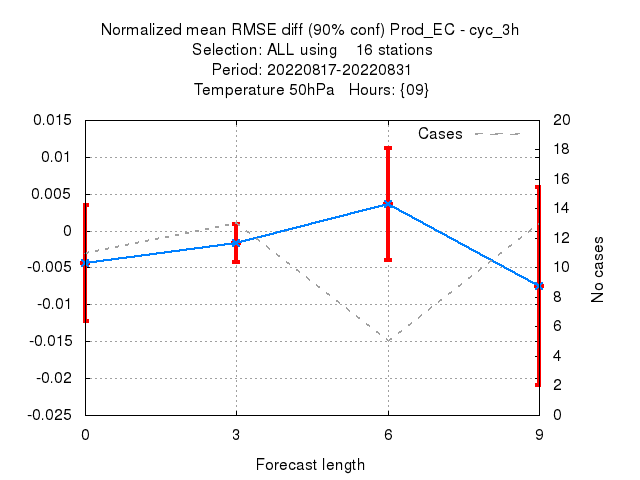 Normalized mean RMSE diff (90% conf) Prod_EC - cyc_3h
Selection: ALL using    16 stations
Period: 20220817-20220831
Temperature 50hPa   Hours: {09}
Cases
0.015
0.01
0.005
0
-0.005
-0.01
-0.015
-0.02
-0.025
20
18
16
14
12
10
8
6
4
2
0
No cases
0 3 6 9
Forecast length